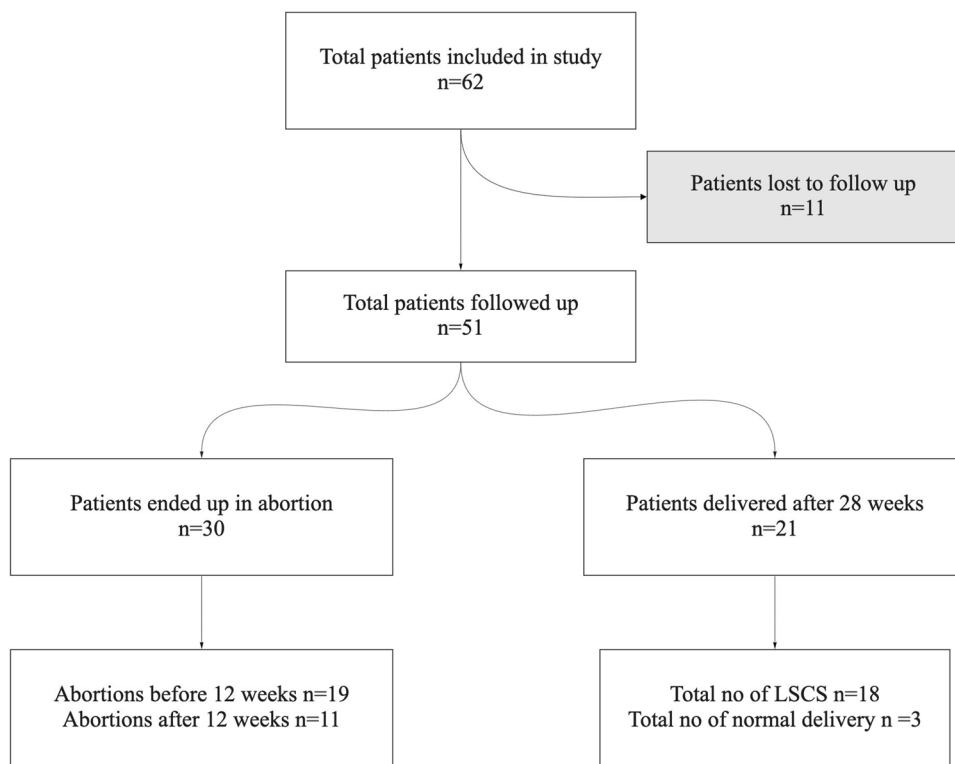 Total patients included in study
n=62
Patients lost to follow up
n=11
Total patients followed up
n=51
Patients ended up in abortion
n=30
Patients delivered after 28 weeks
n=21
Abortions before 12 weeks n=19
Abortions after 12 weeks n=11
Total no of LSCS n=18
Total no of normal delivery n =3